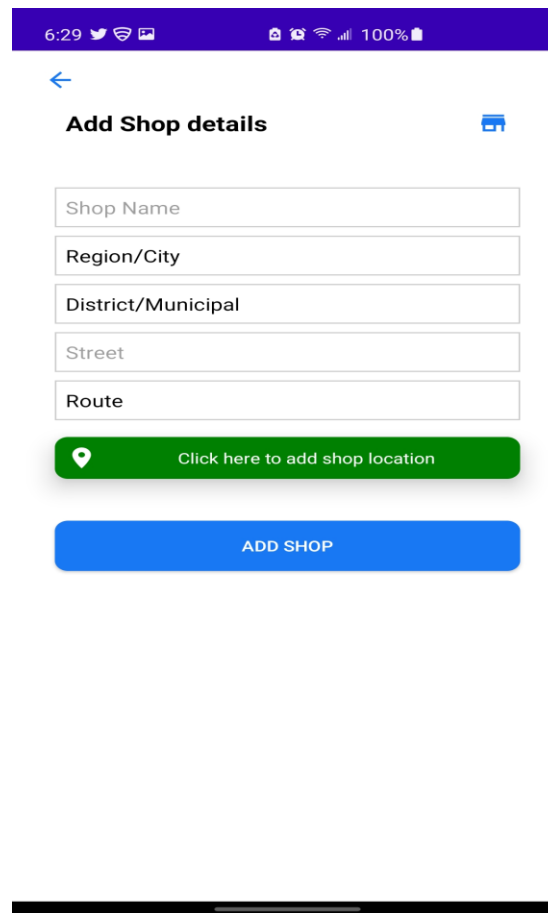 6:29 100%
Add Shop details
Shop Name
Region/City
District/Municipal
Street
Route
Click here to add shop location
ADD SHOP